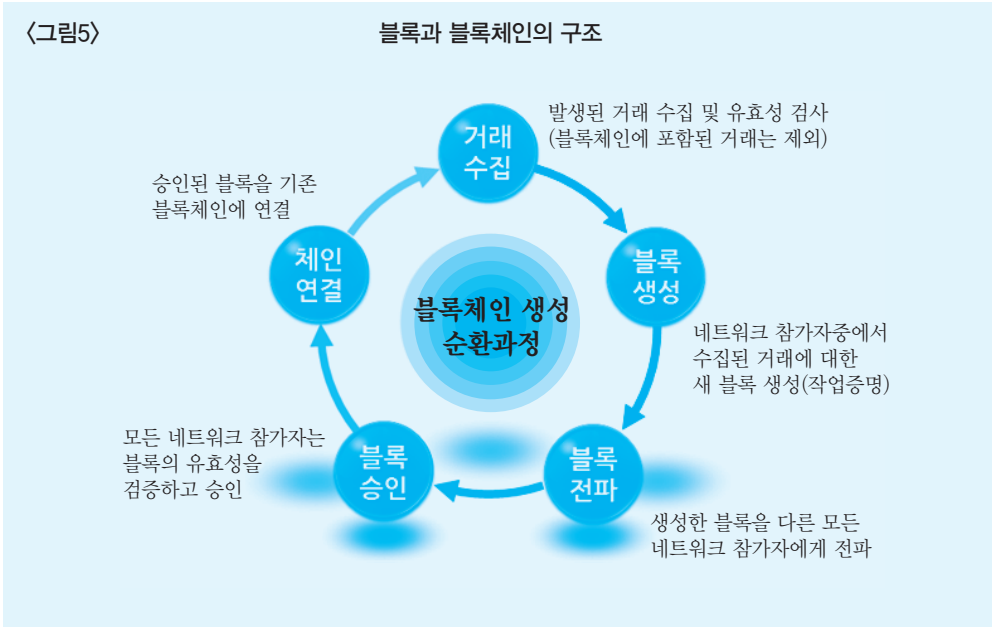 〈그림5〉
블록과 블록체인의 구조
거래
수집
발생된 거래 수집 및 유효성 검사
(블록체인에 포함된 거래는 제외)
블록
생성
네트워크 참가자중에서
수집된 거래에 대한
새 블록 생성(작업증명)
블록
전파
생성한 블록을 다른 모든
네트워크 참가자에게 전파
블록
승인
모든 네트워크 참가자는
블록의 유효성을
검증하고 승인
체인
연결
승인된 블록을 기존
블록체인에 연결
블록체인 생성
순환과정